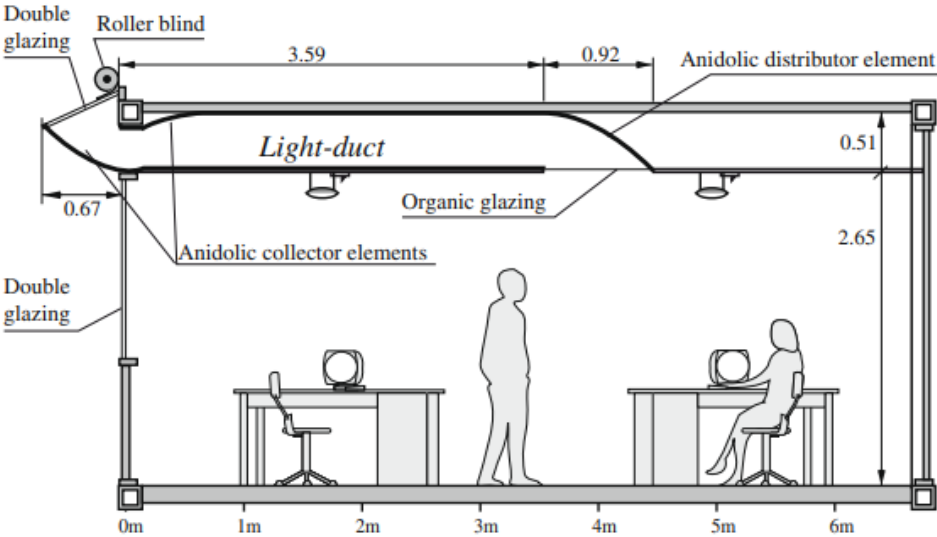 Double
glazing
Roller blind
3.59
0.92
Anidolic distributor element
Light-duct
0.51
0.67
Organic glazing
2.65
Anidolic collector elements
Double
glazing
0m 1m 2m 3m 4m 5m 6m